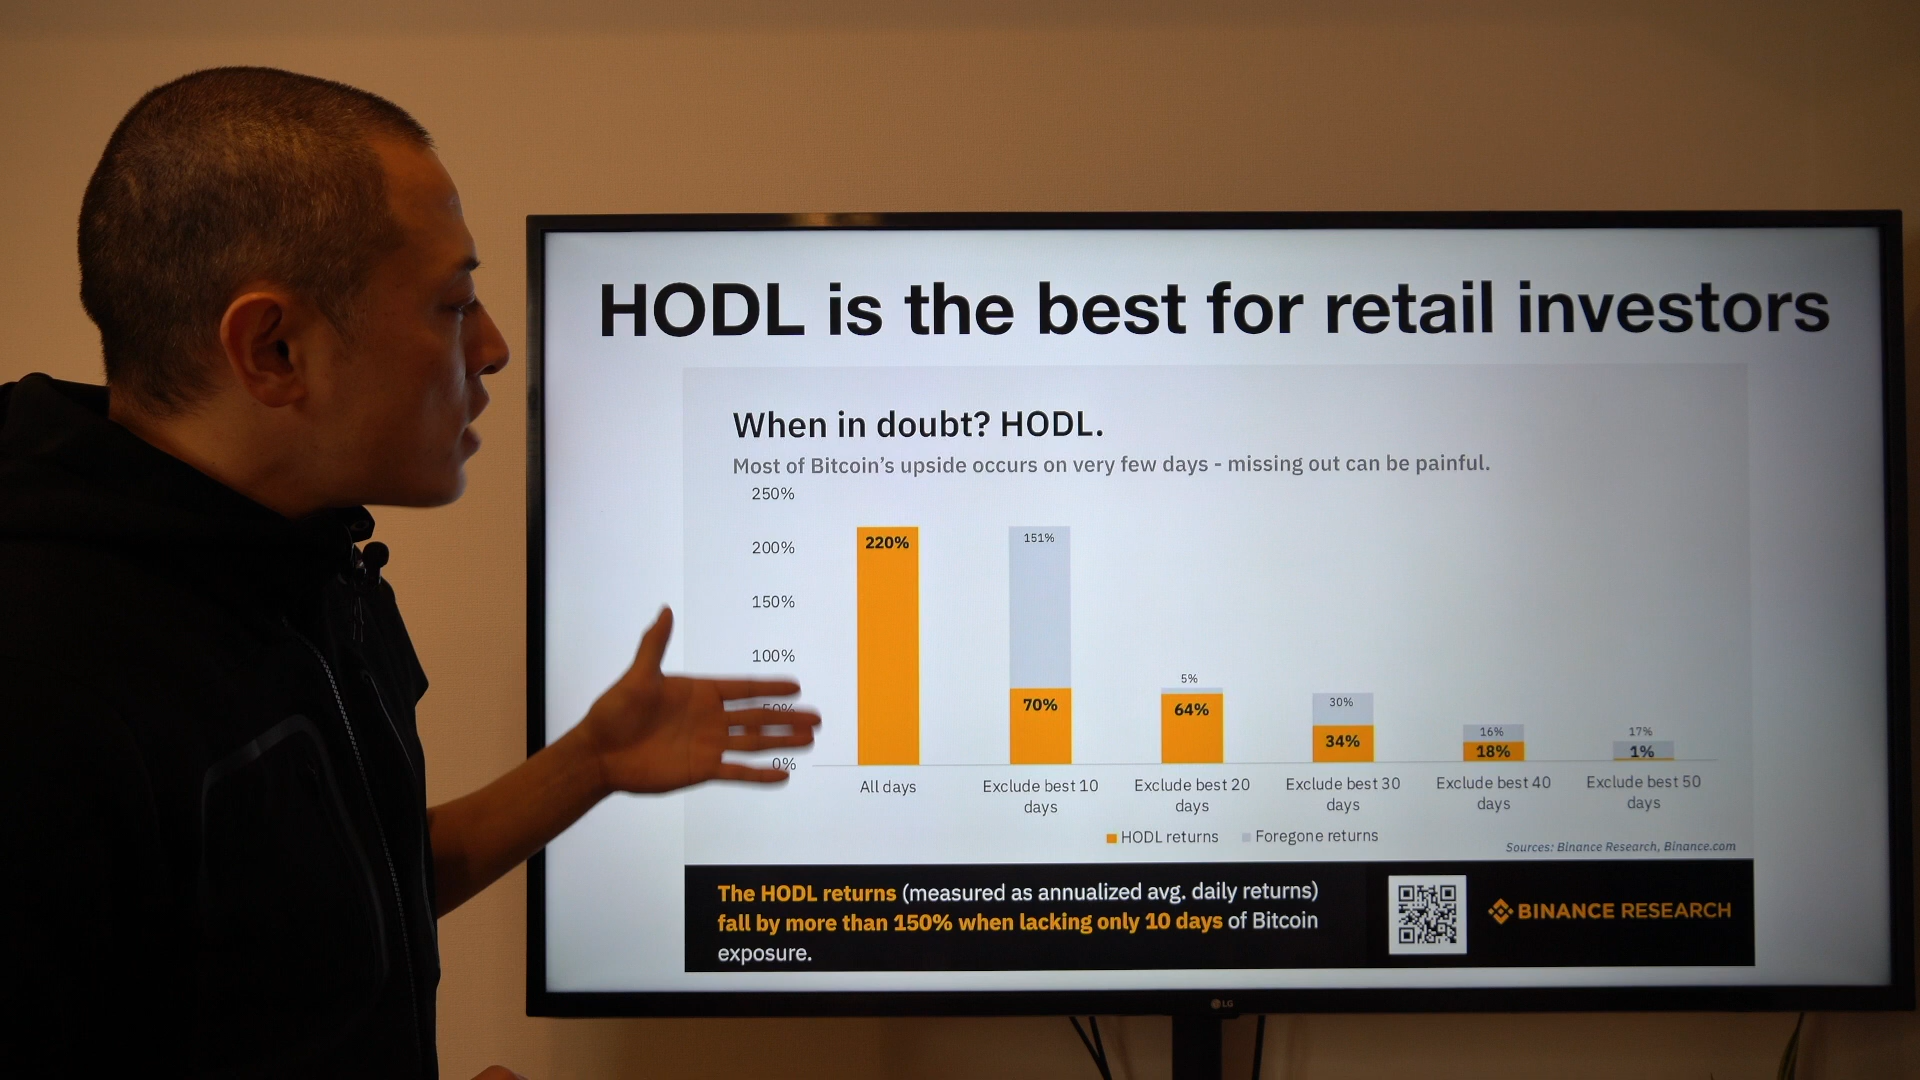 HODL is the best for retail investors
When in doubt? HODL.
Most of Bitcoin's upside occurs on very few days - missing out can be painful.
250%
200%
150%
100%
50%
0%
220%
151%
70%
5%
64%
30%
34%
16%
18%
17%
1%
All days
Exclude best 10
days
Exclude best 20
days
Exclude best 30
days
Exclude best 40
days
Exclude best 50
days
HODL returns
Foregone returns
Sources: Binance Research, Binance.com
The HODL returns (measured as annualized avg. daily returns)
fall by more than 150% when lacking only 10 days of Bitcoin
exposure.
BINANCE RESEARCH
LG